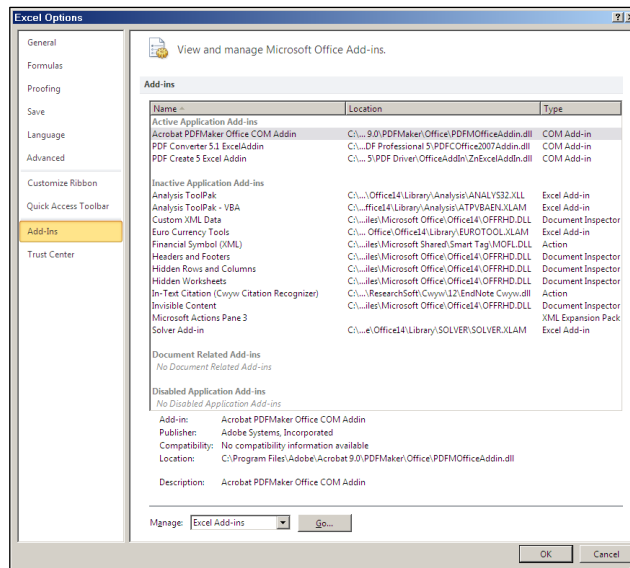 Excel Options
General
Formulas
Proofing
Save
Language
Advanced
Customize Ribbon
Quick Access Toolbar
Add-Ins
Trust Center
View and manage Microsoft Office Add-ins.
Add-ins
Name Location Type
Active Application Add-ins
Acrobat PDFMaker Office COM Addin C:\... 9.0\PDFMaker\Office\PDFMOfficeAddin.dll COM Add-in
PDF Converter 5.1 ExcelAddin C:\...DF Professional 5\PDFCOffice2007Addin.dll COM Add-in
PDF Create 5 Excel Addin C:\... 5\PDF Driver\OfficeAddIn\ZnExcelAddIn.dll COM Add-in
Inactive Application Add-ins
Analysis ToolPak C:\...\Office14\Library\Analysis\ANALYS32.XLL Excel Add-in
Analysis ToolPak - VBA C:\...ffice14\Library\Analysis\ATPVBAEN.XLAM Excel Add-in
Custom XML Data C:\...iles\Microsoft Office\Office14\OFFRHD.DLL Document Inspector
Euro Currency Tools C:\... Office\Office14\Library\EUROTOOL.XLAM Excel Add-in
Financial Symbol (XML) C:\...les\Microsoft Shared\Smart Tag\MOFL.DLL Action
Headers and Footers C:\...iles\Microsoft Office\Office14\OFFRHD.DLL Document Inspector
Hidden Rows and Columns C:\...iles\Microsoft Office\Office14\OFFRHD.DLL Document Inspector
Hidden Worksheets C:\...iles\Microsoft Office\Office14\OFFRHD.DLL Document Inspector
In-Text Citation (Cwyw Citation Recognizer) C:\...\ResearchSoft\Cwyw\12\EndNote Cwyw.dll Action
Invisible Content C:\...iles\Microsoft Office\Office14\OFFRHD.DLL Document Inspector
Microsoft Actions Pane 3 XML Expansion Pack
Solver Add-in C:\...e\Office14\Library\SOLVER\SOLVER.XLAM Excel Add-in
Document Related Add-ins
No Document Related Add-ins
Disabled Application Add-ins
No Disabled Application Add-ins
Add-in: Acrobat PDFMaker Office COM Addin
Publisher: Adobe Systems, Incorporated
Compatibility: No compatibility information available
Location: C:\Program Files\Adobe\Acrobat 9.0\PDFMaker\Office\PDFMOfficeAddin.dll
Description: Acrobat PDFMaker Office COM Addin
Manage: Excel Add-ins Go...
OK Cancel